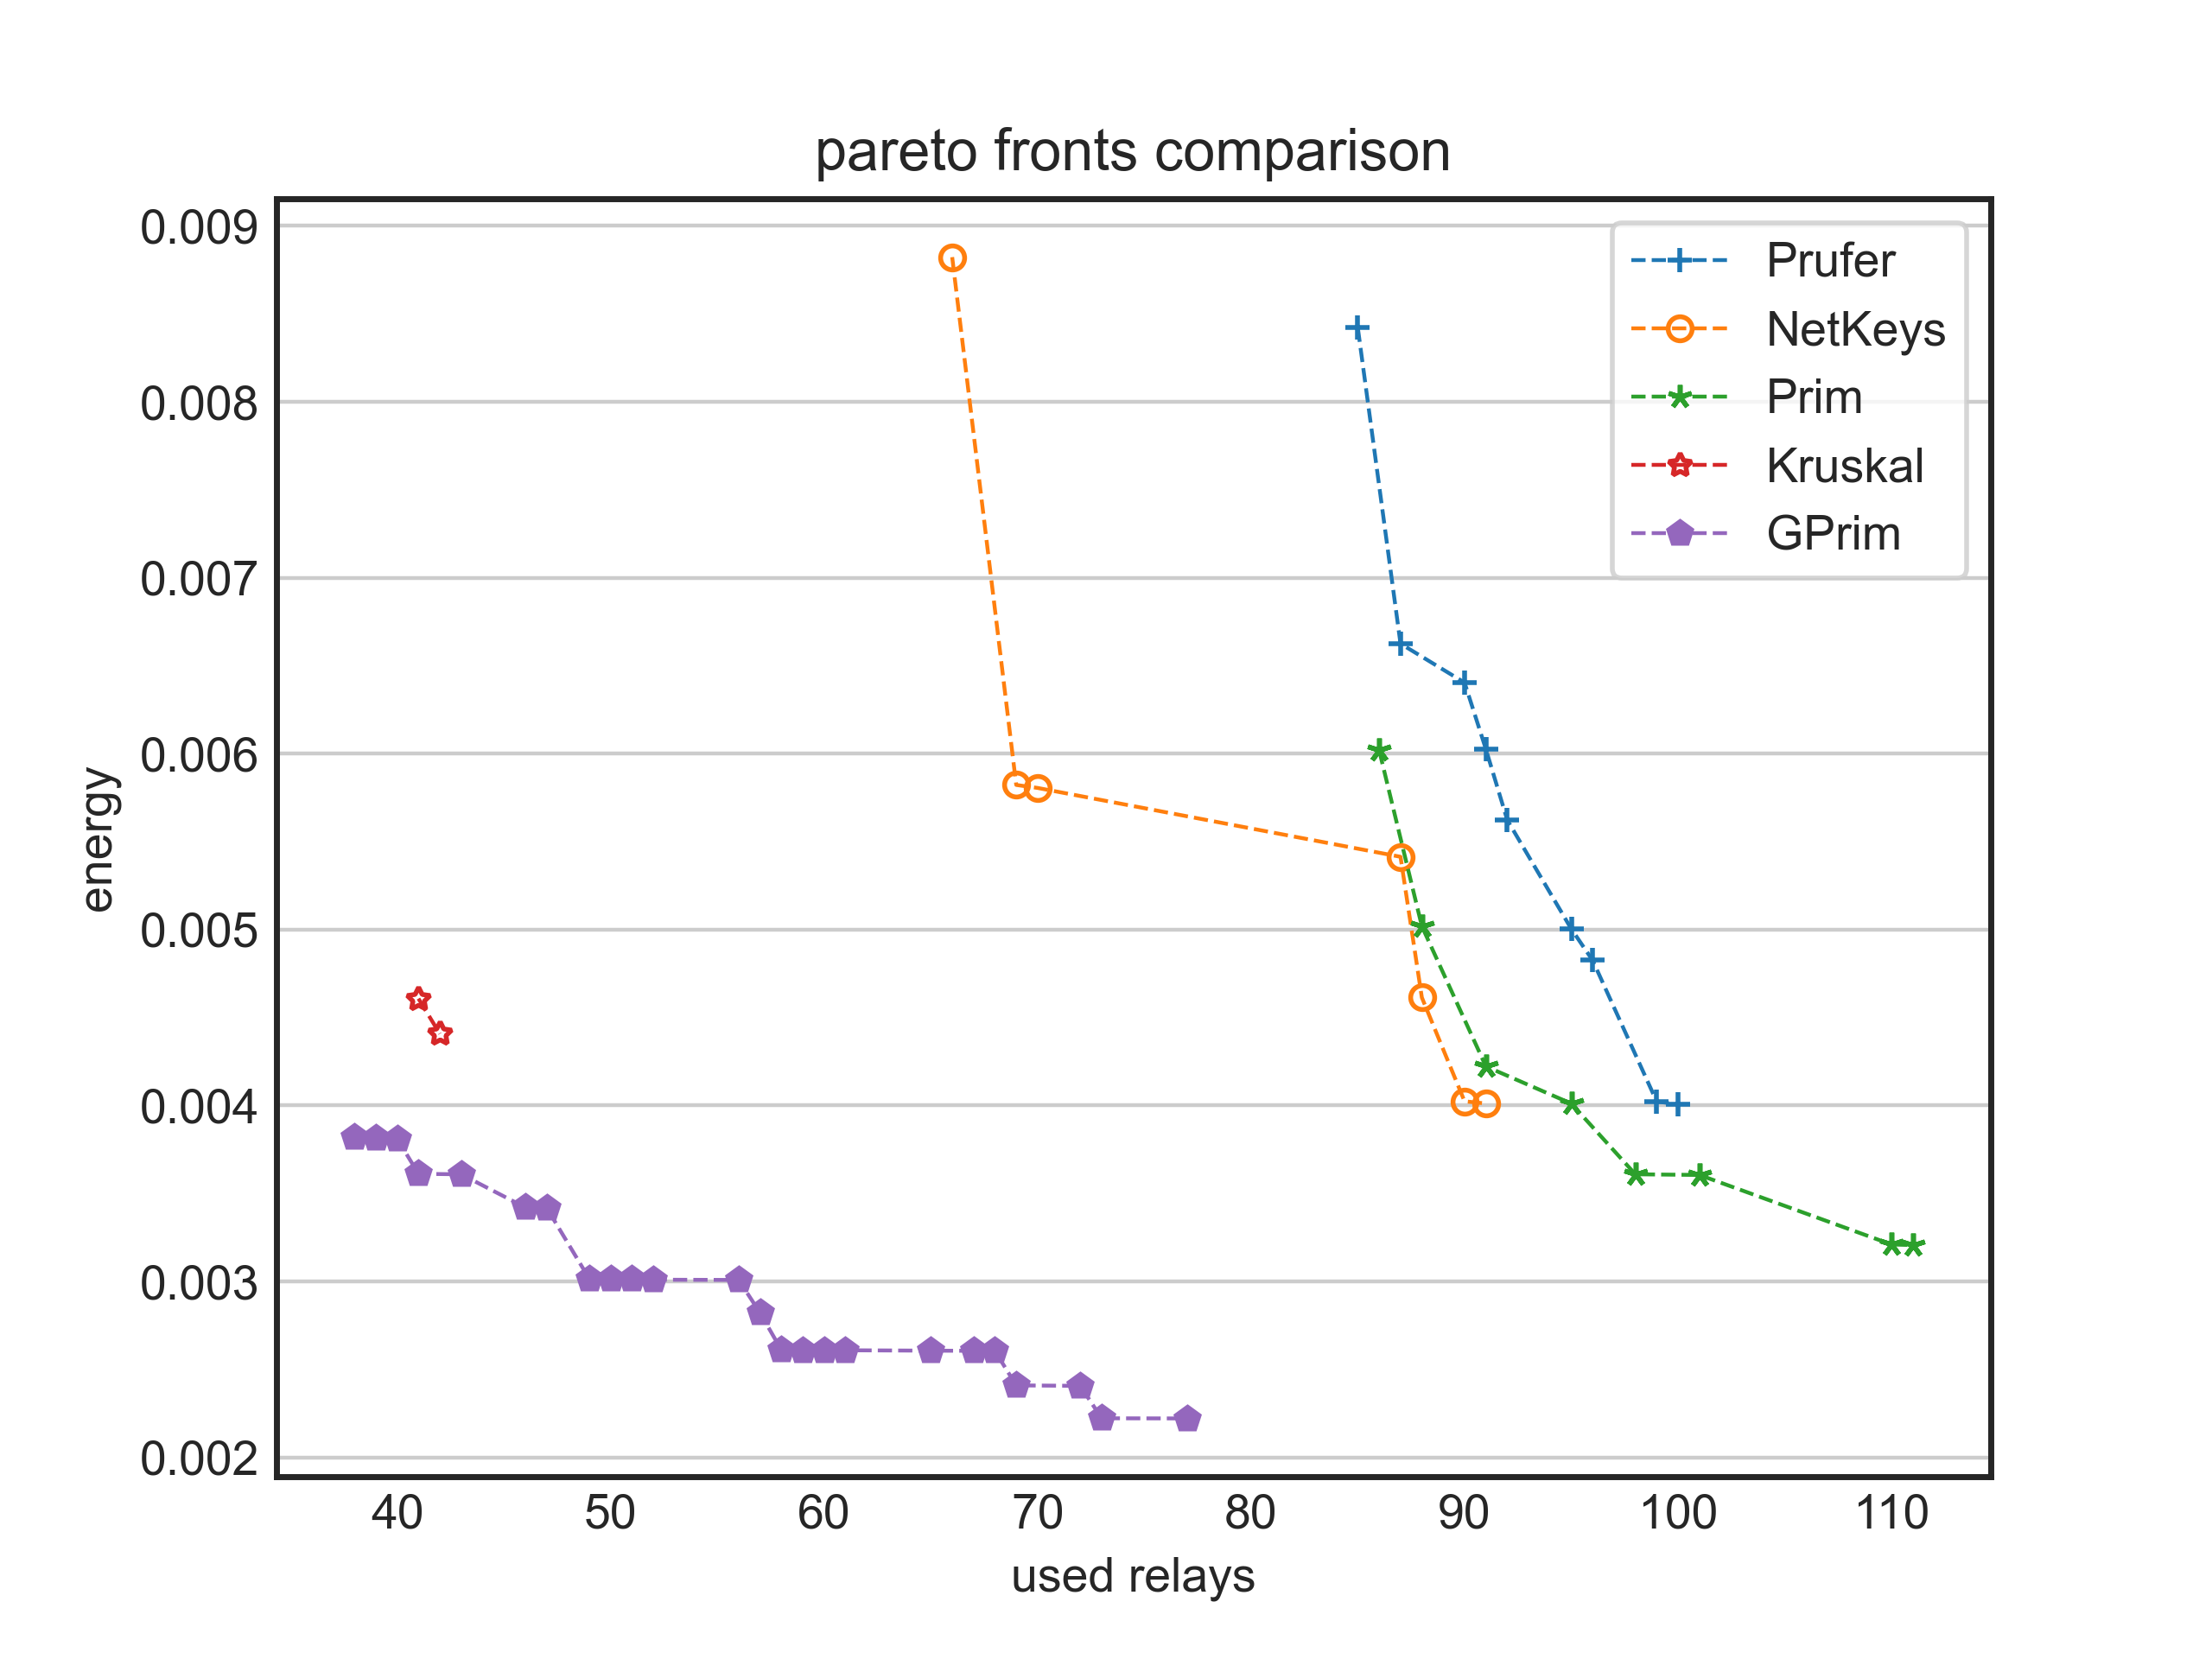 pareto fronts comparison
0.009
0.008
0.007
0.006
0.005
0.004
0.003
0.002
energy
40 50 60 70 80 90 100 110
used relays
Prufer
NetKeys
Prim
Kruskal
GPrim